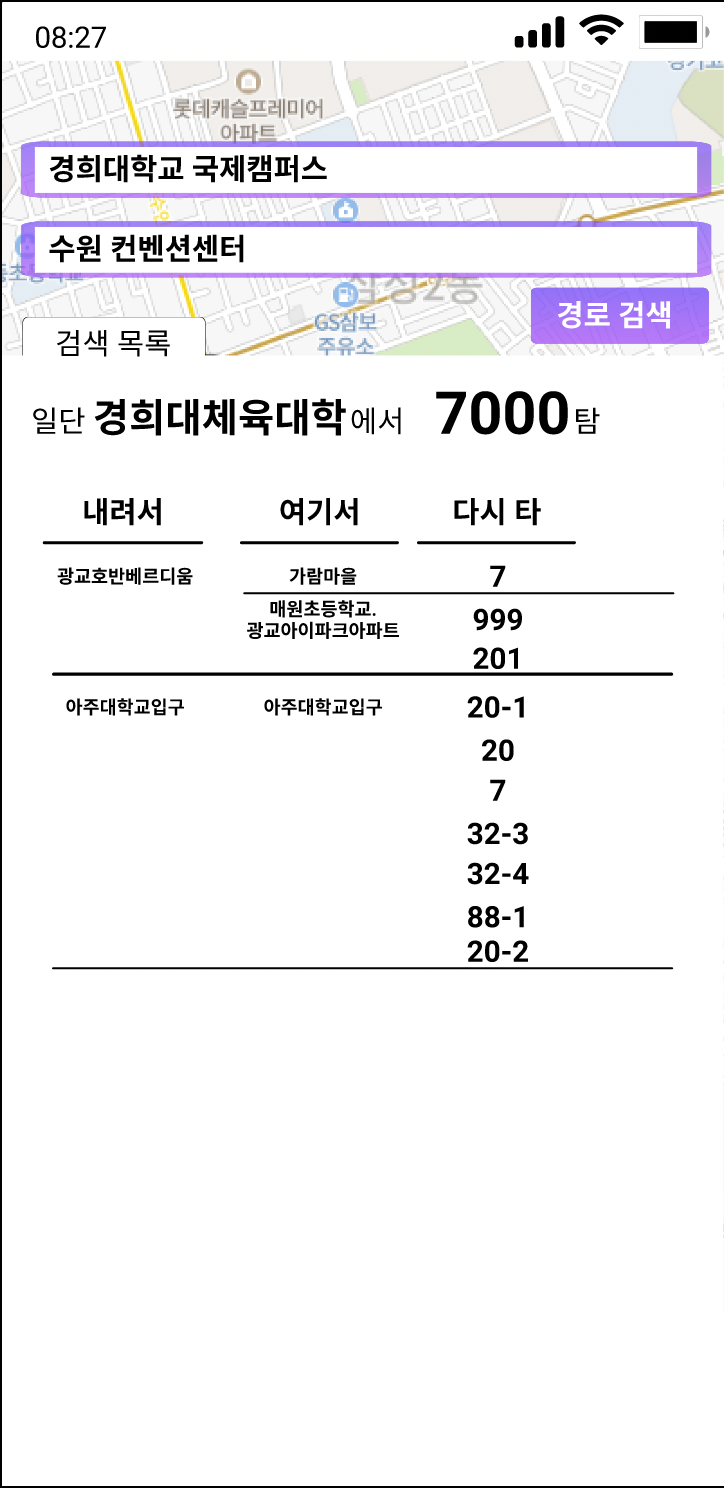 08:27
롯데캐슬프레미어
아파트
경희대학교 국제캠퍼스
수원 컨벤션센터
삼성2동
GS삼보
주유소
경로 검색
검색 목록
일단 경희대체육대학에서 7000탐
내려서 여기서 다시 타
광교호반베르디움 가람마을 7
매원초등학교.
광교아이파크아파트 999
201
아주대학교입구 아주대학교입구 20-1
20
7
32-3
32-4
88-1
20-2